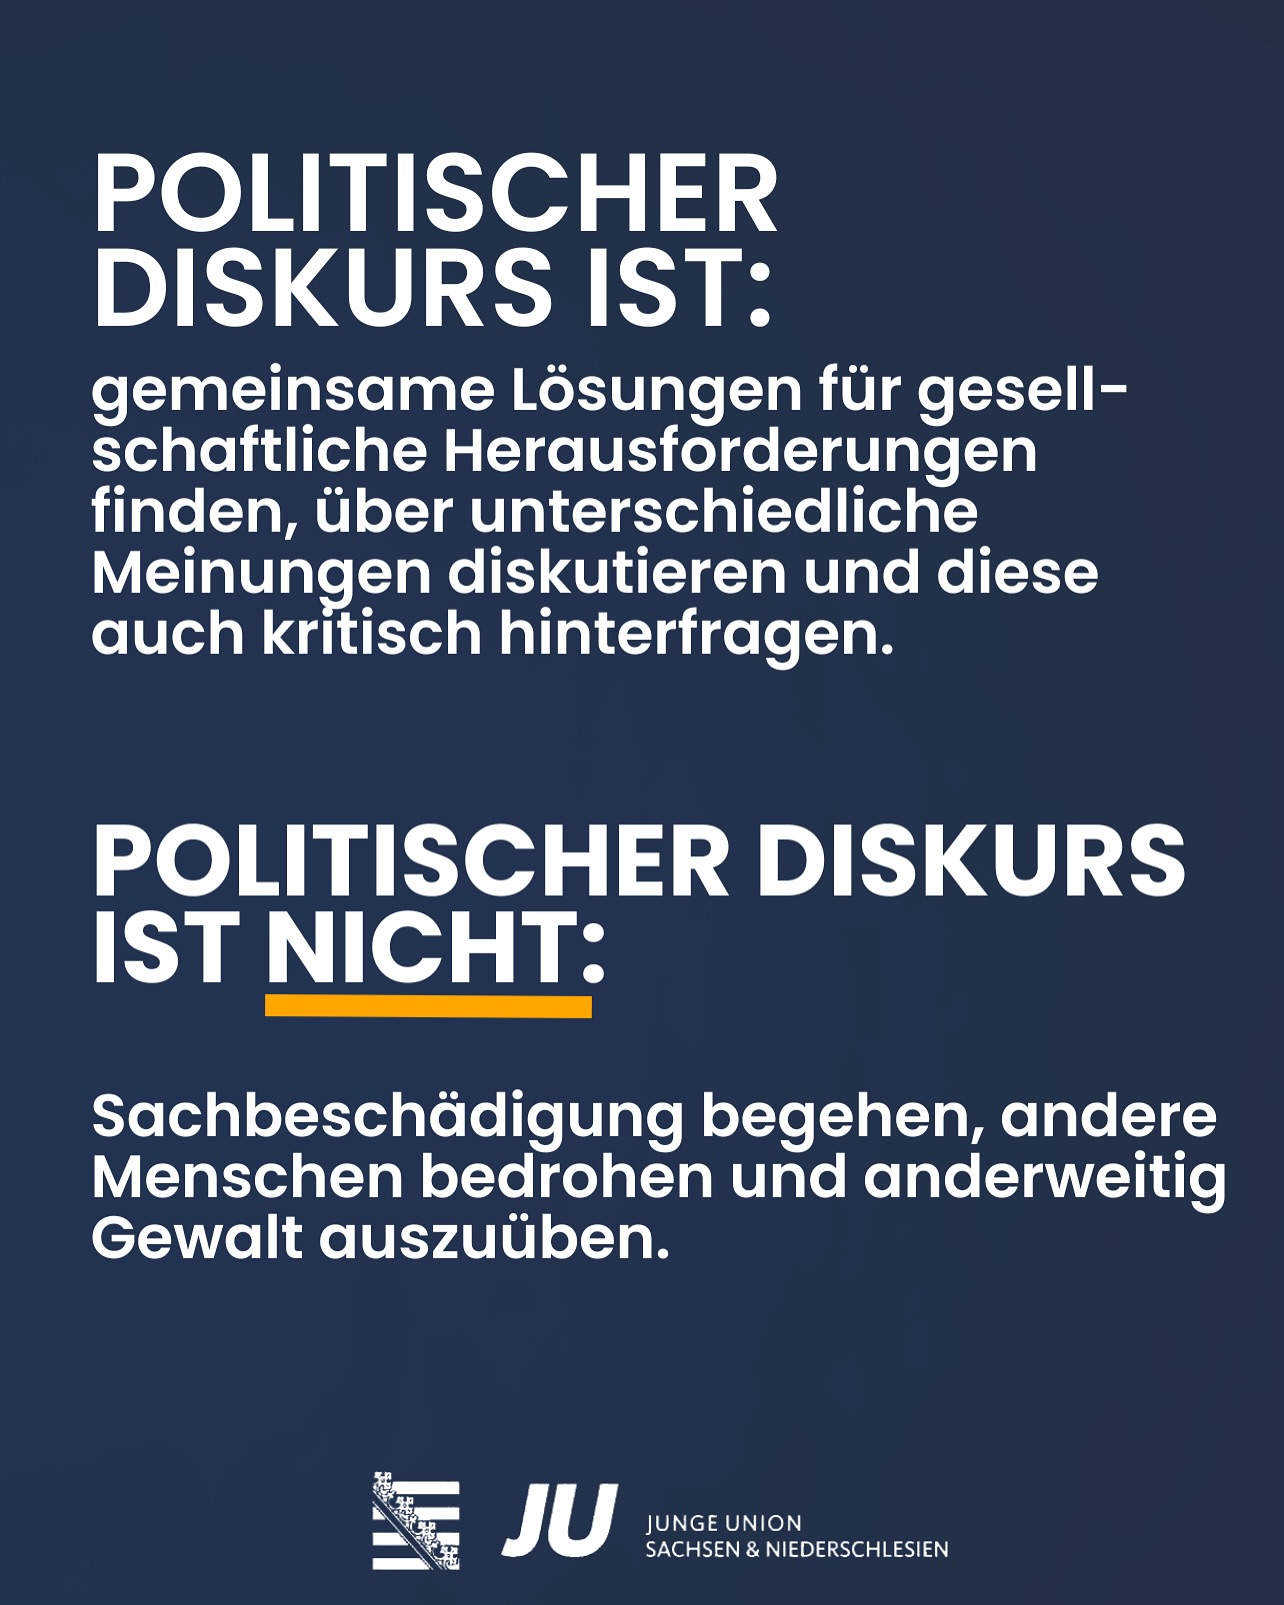 POLITISCHER
DISKURS IST:
gemeinsame Lösungen für gesell-
schaftliche Herausforderungen
finden, über unterschiedliche
Meinungen diskutieren und diese
auch kritisch hinterfragen.
POLITISCHER DISKURS
IST NICHT:
Sachbeschädigung begehen, andere
Menschen bedrohen und anderweitig
Gewalt auszuüben.
JU
JUNGE UNION
SACHSEN & NIEDERSCHLESIEN